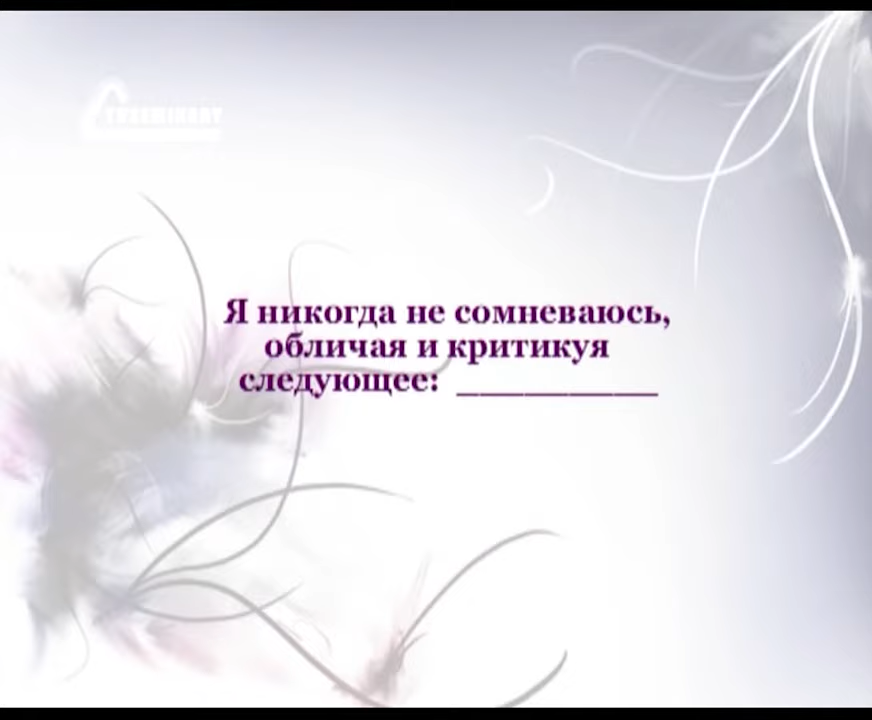 Я никогда не сомневаюсь,
обличая и критикуя
следующее: __________